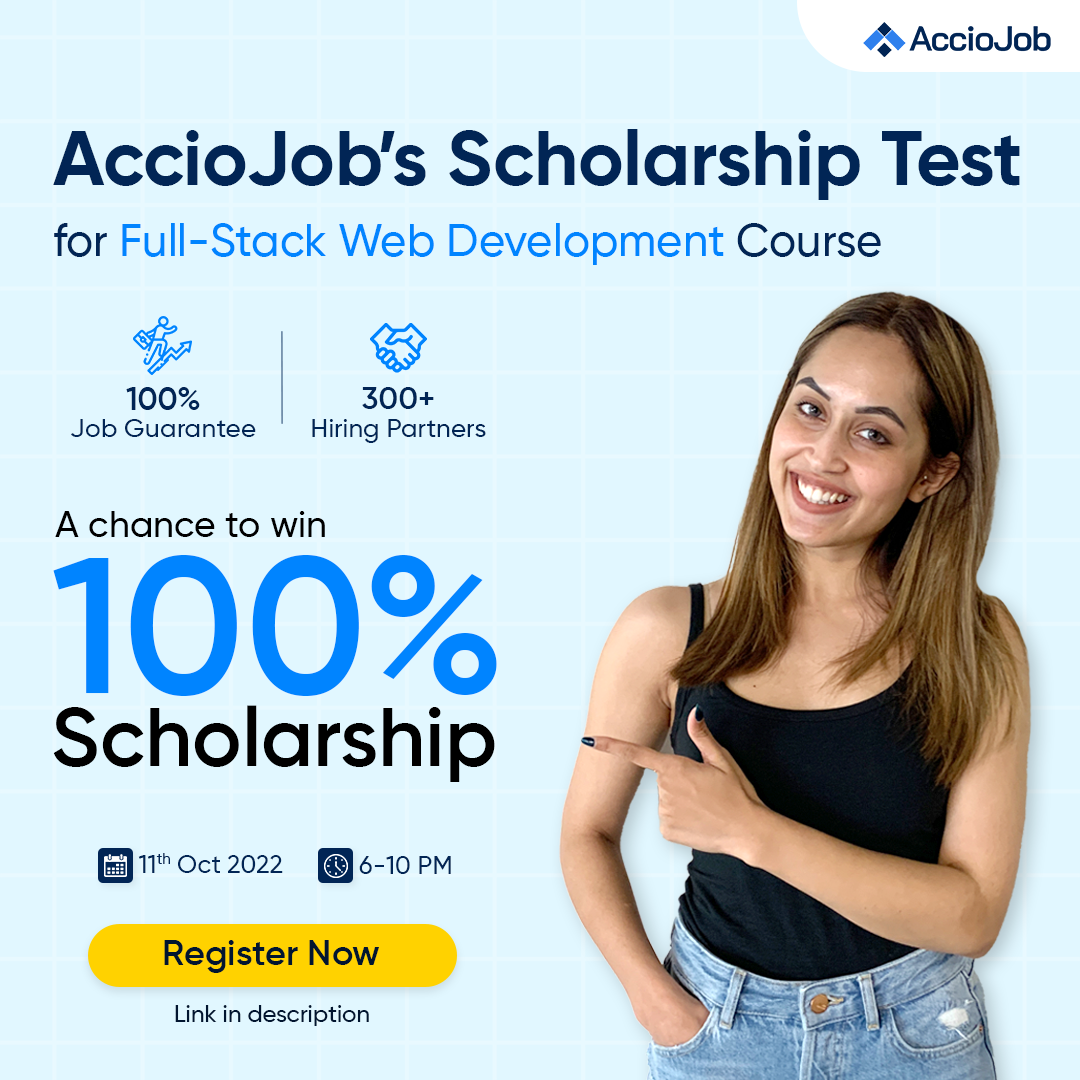 AccioJob
AccioJob’s Scholarship Test
for Full-Stack Web Development Course
100%
Job Guarantee
300+
Hiring Partners
A chance to win
100%
Scholarship
11th Oct 2022
6-10 PM
Register Now
Link in description